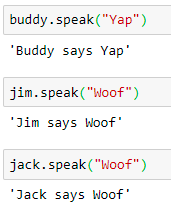 buddy.speak("Yap")
'Buddy says Yap'
jim.speak("Woof")
'Jim says Woof'
jack.speak("Woof")
'Jack says Woof'